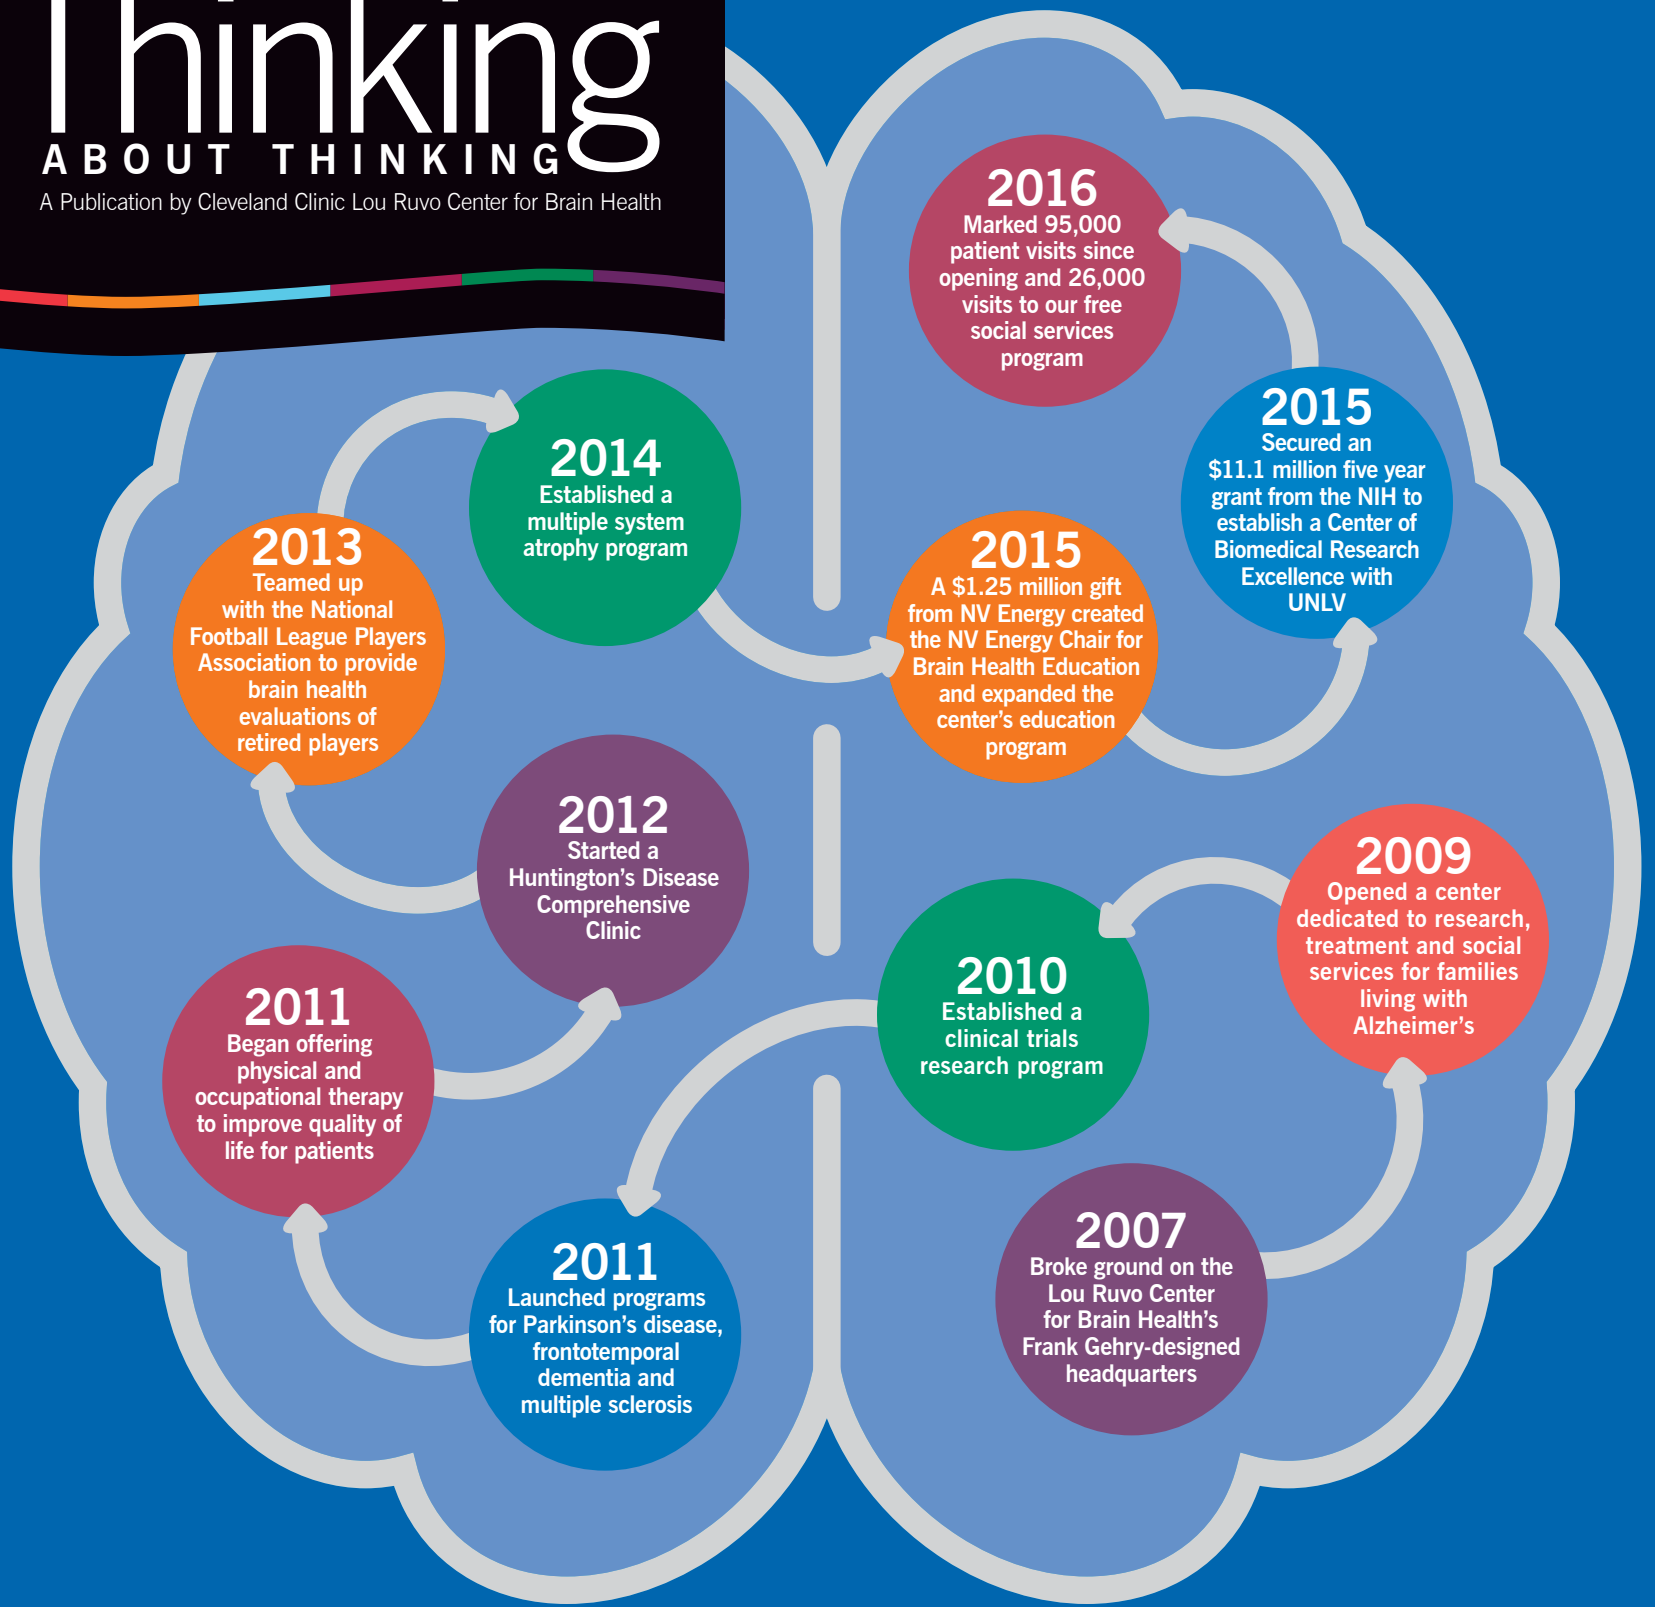 Thinking
ABOUT THINKING
A Publication by Cleveland Clinic Lou Ruvo Center for Brain Health
2016
Marked 95,000
patient visits since
opening and 26,000
visits to our free
social services
program
2015
Secured an
$11.1 million five year
grant from the NIH to
establish a Center of
Biomedical Research
Excellence with
UNLV
2014
Established a
multiple system
atrophy program
2015
A $1.25 million gift
from NV Energy created
the NV Energy Chair for
Brain Health Education
and expanded the
center’s education
program
2013
Teamed up
with the National
Football League Players
Association to provide
brain health
evaluations of
retired players
2012
Started a
Huntington’s Disease
Comprehensive
Clinic
2009
Opened a center
dedicated to research,
treatment and social
services for families
living with
Alzheimer’s
2010
Established a
clinical trials
research program
2011
Began offering
physical and
occupational therapy
to improve quality of
life for patients
2011
Launched programs
for Parkinson’s disease,
frontotemporal
dementia and
multiple sclerosis
2007
Broke ground on the
Lou Ruvo Center
for Brain Health’s
Frank Gehry-designed
headquarters